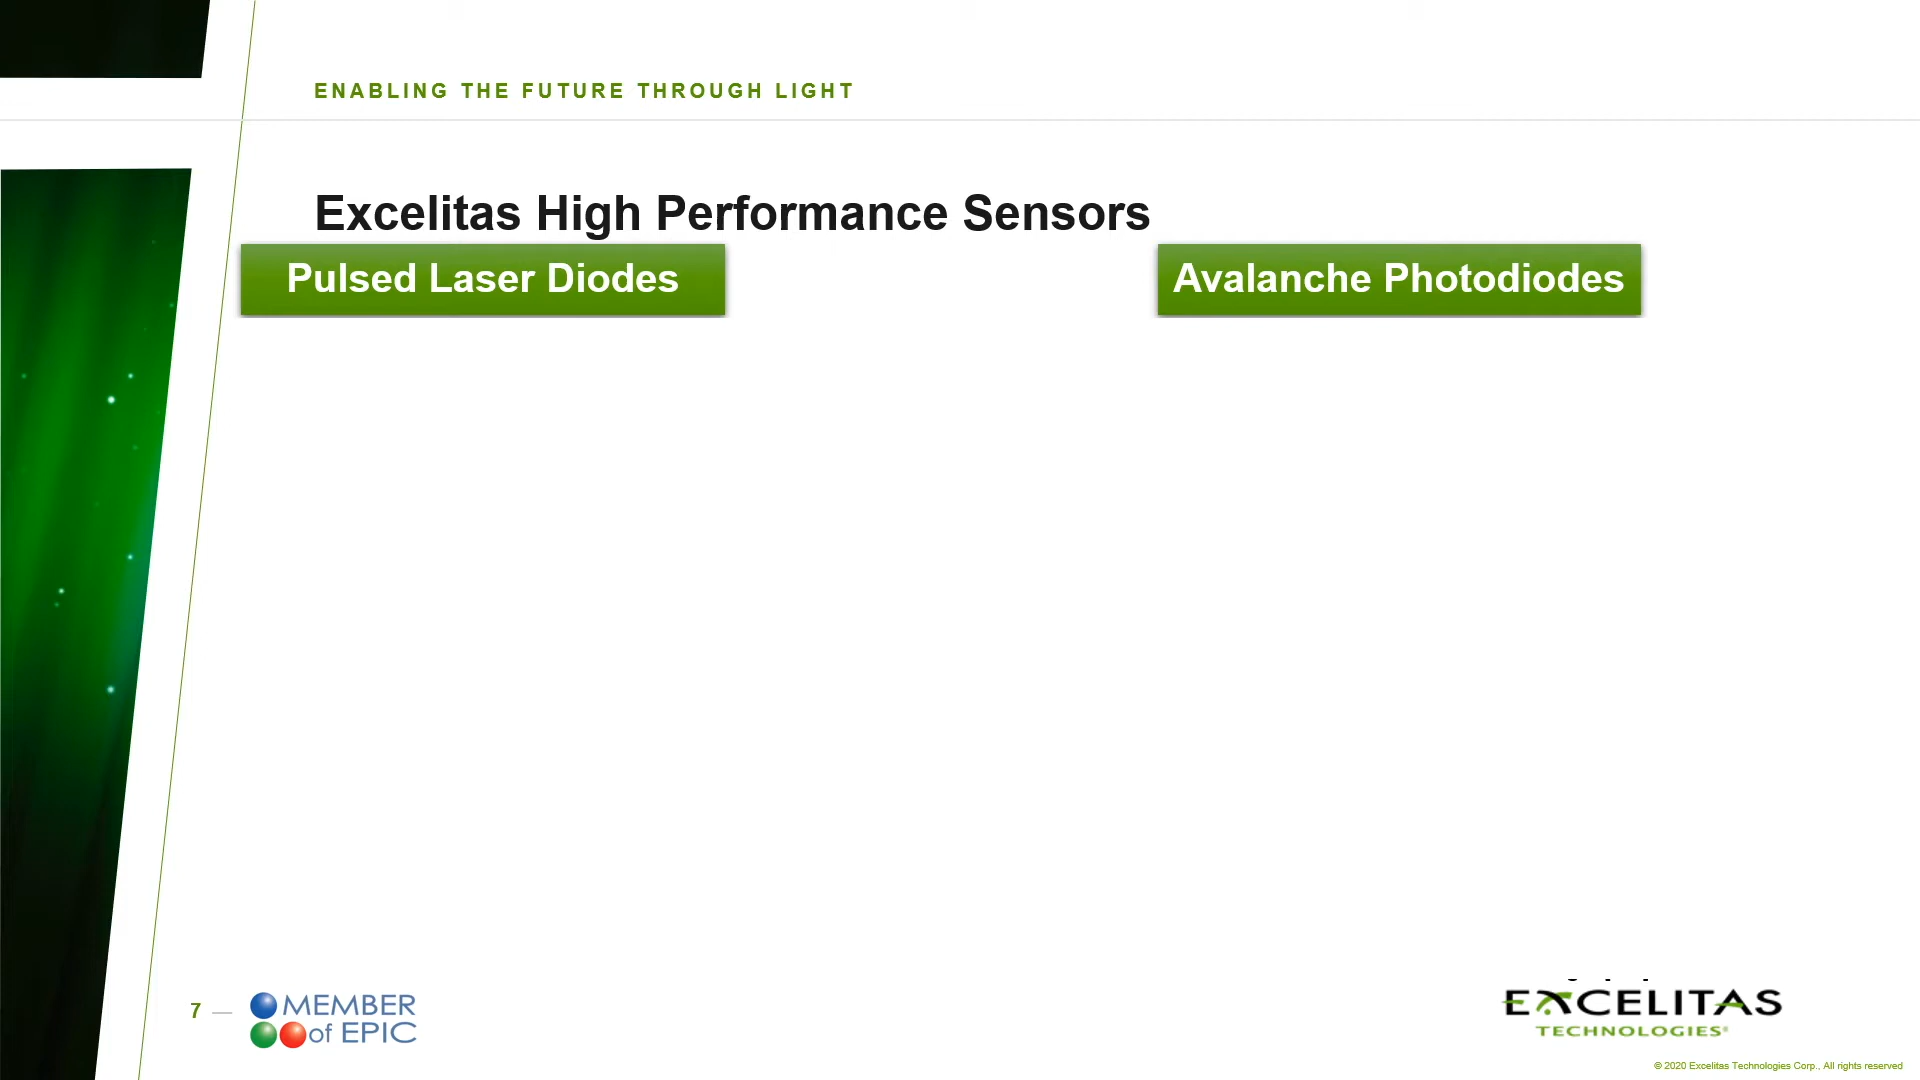 ENABLING THE FUTURE THROUGH LIGHT
Excelitas High Performance Sensors
Pulsed Laser Diodes
Avalanche Photodiodes
7 —
MEMBER
of EPIC
EXCELITAS
TECHNOLOGIES®
© 2020 Excelitas Technologies Corp., All rights reserved